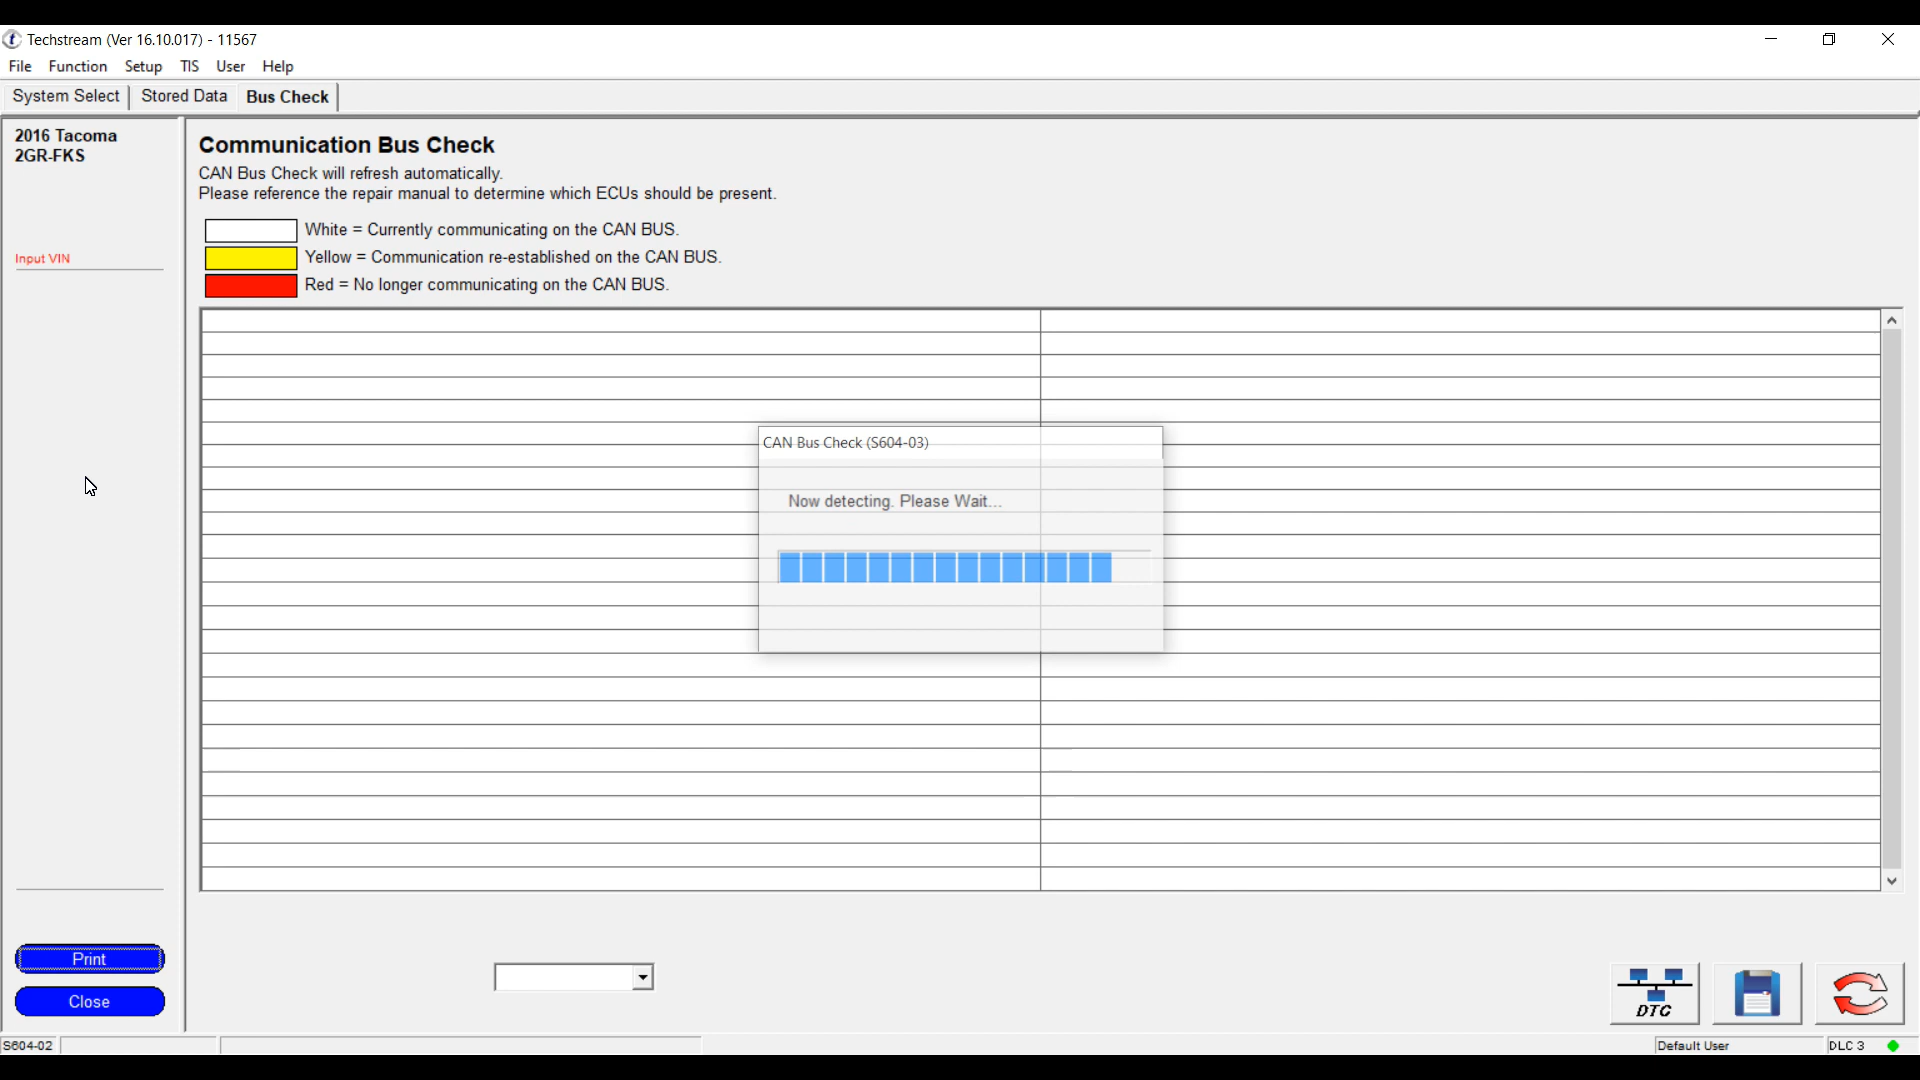 Techstream (Ver 16.10.017) - 11567
File Function Setup TIS User Help
System Select Stored Data Bus Check
2016 Tacoma
2GR-FKS
Input VIN
Communication Bus Check
CAN Bus Check will refresh automatically.
Please reference the repair manual to determine which ECUs should be present.
White = Currently communicating on the CAN BUS.
Yellow = Communication re-established on the CAN BUS.
Red = No longer communicating on the CAN BUS.
CAN Bus Check (S604-03)
Now detecting. Please Wait...
Print
Close
DTC
S604-02
Default User
DLC 3